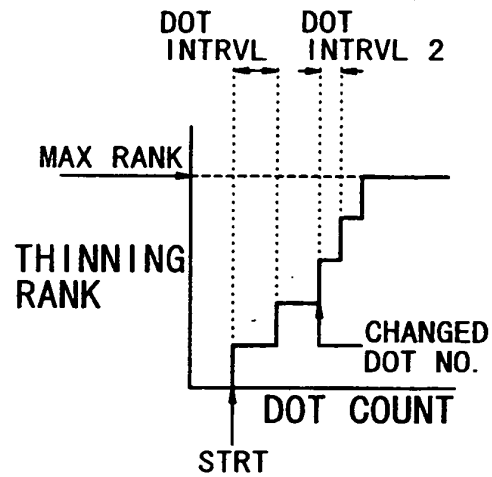 DOT
INTRVL
DOT
INTRVL 2
MAX RANK
THINNING
RANK
CHANGED
DOT NO.
DOT COUNT
STRT